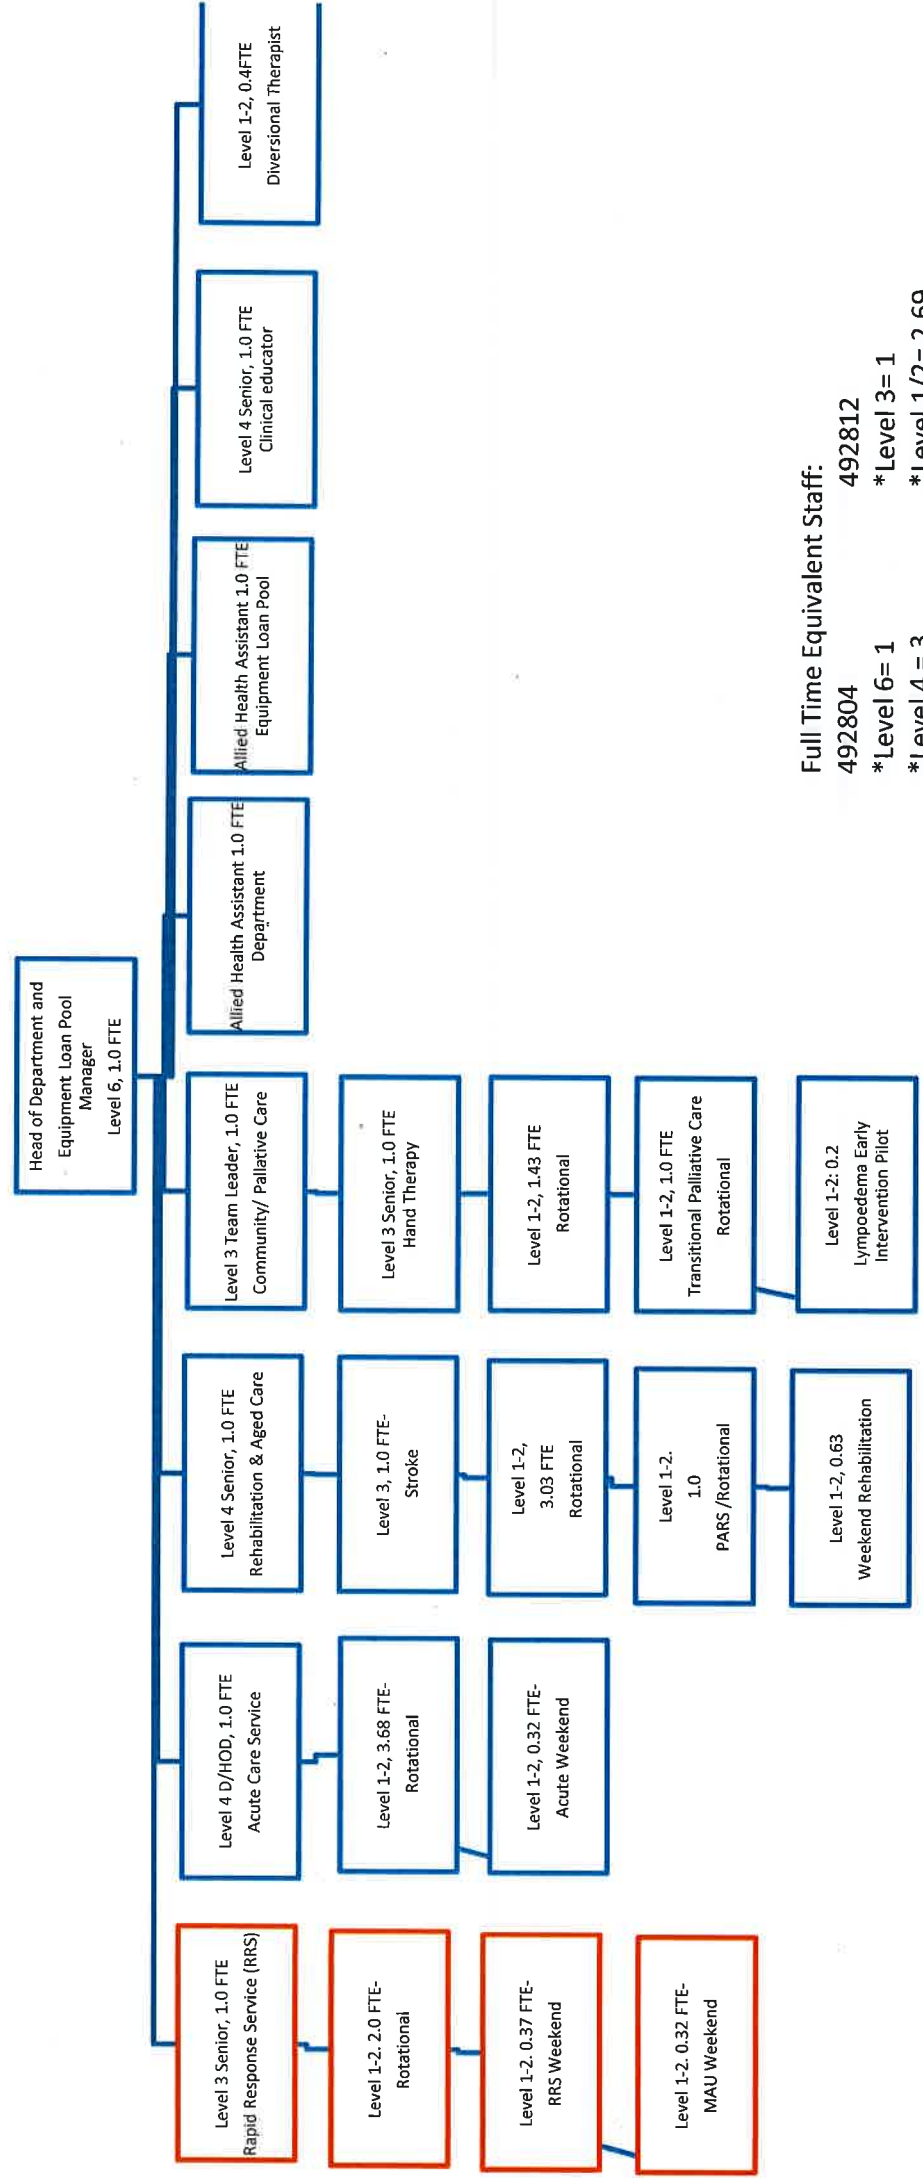 Head of Department and
Equipment Loan Pool
Manager
Level 6, 1.0 FTE
Level 3 Senior, 1.0 FTE
Rapid Response Service (RRS)
Level 1-2. 2.0 FTE-
Rotational
Level 1-2. 0.37 FTE-
RRS Weekend
Level 1-2. 0.32 FTE-
MAU Weekend
Level 4 D/HOD, 1.0 FTE
Acute Care Service
Level 1-2, 3.68 FTE-
Rotational
Level 1-2, 0.32 FTE-
Acute Weekend
Level 4 Senior, 1.0 FTE
Rehabilitation & Aged Care
Level 3, 1.0 FTE-
Stroke
Level 1-2,
3.03 FTE
Rotational
Level 1-2.
1.0
PARS /Rotational
Level 1-2, 0.63
Weekend Rehabilitation
Level 3 Team Leader, 1.0 FTE
Community/ Pallative Care
Level 3 Senior, 1.0 FTE
Hand Therapy
Level 1-2, 1.43 FTE
Rotational
Level 1-2, 1.0 FTE
Transitional Palliative Care
Rotational
Level 1-2: 0.2
Lympoedema Early
Intervention Pilot
Allied Health Assistant 1.0 FTE
Department
Allied Health Assistant 1.0 FTE
Equipment Loan Pool
Level 4 Senior, 1.0 FTE
Clinical educator
Level 1-2, 0.4FTE
Diversional Therapist
Full Time Equivalent Staff:
492804 492812
*Level 6= 1 *Level 3= 1
*Level 4 = 3 *Level 1/2= 2.69